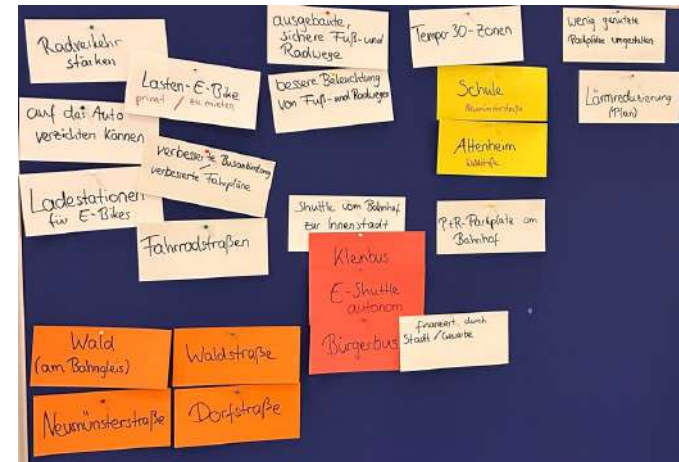 Radverkehr
stärken
Lasten-E-Bike
privat / zu mieten
auf das Auto
verzichten können
verbesserte Busanbindung
verbesserte Fahrpläne
Ladestationen
für E-Bikes
Fahrradstraßen
ausgebaute,
sichere Fuß- und
Radwege
bessere Beleuchtung
von Fuß- und Radwegen
Tempo 30-Zonen
Schule
Altenheim
wenig genutzte
Parkplätze umgestalten
Lärmreduzierung
(Plan)
Shuttle vom Bahnhof
zur Innenstadt
Kleinbus
E-Shuttle
autonom
Bürgerbus
finanziert durch
Stadt / Gewerbe
P+R-Parkplätze am
Bahnhof
Wald
(am Bahngleis)
Waldstraße
Neumünsterstraße
Dorfstraße